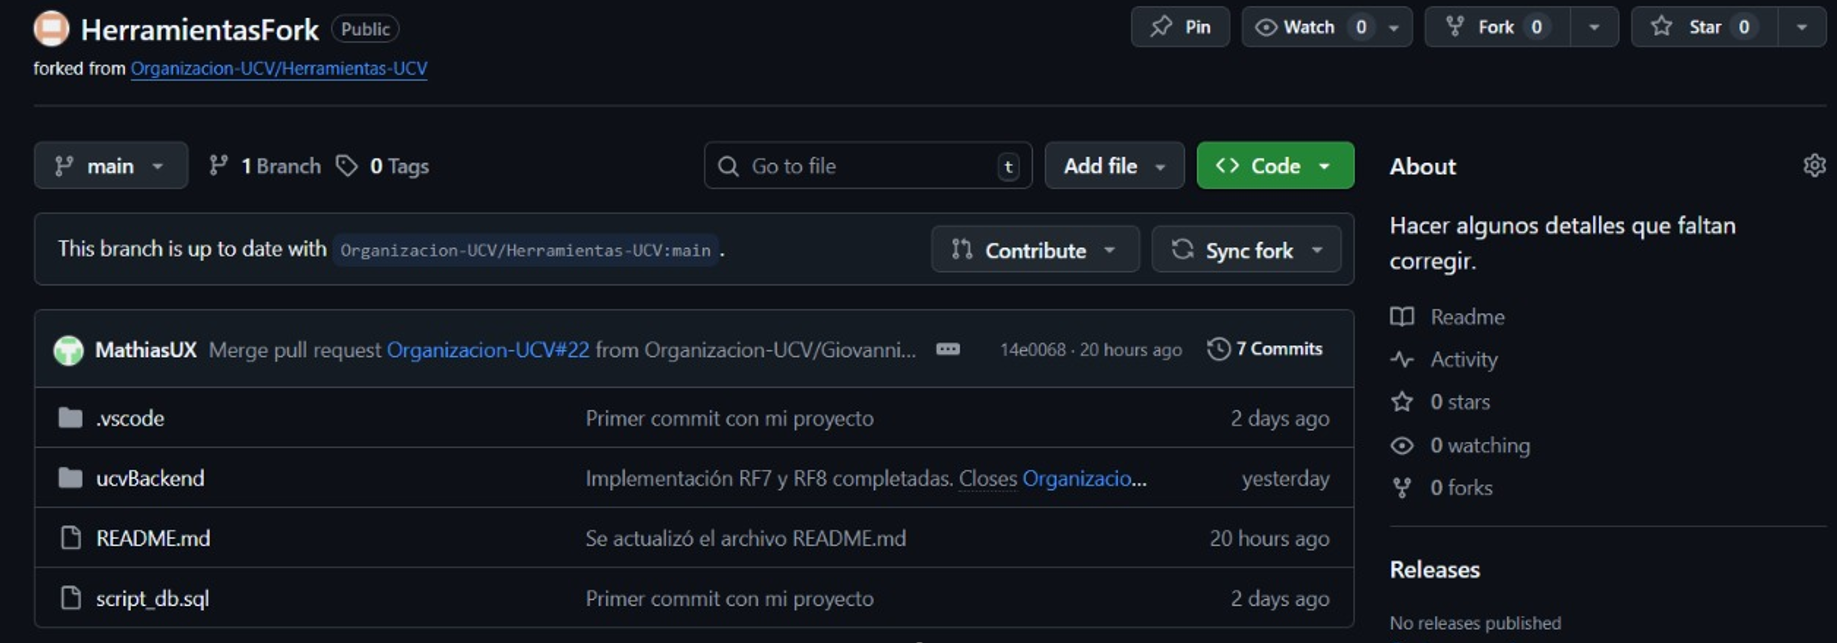 HerramientasFork Public
Pin
Watch 0
Fork 0
Star 0
forked from Organizacion-UCV/Herramientas-UCV
main
1 Branch
0 Tags
Go to file t
Add file
<> Code
This branch is up to date with Organizacion-UCV/Herramientas-UCV:main .
Contribute
Sync fork
MathiasUX Merge pull request Organizacion-UCV#22 from Organizacion-UCV/Giovanni... 14e0068 · 20 hours ago 7 Commits
.vscode Primer commit con mi proyecto 2 days ago
ucvBackend Implementación RF7 y RF8 completadas. Closes Organizacio... yesterday
README.md Se actualizó el archivo README.md 20 hours ago
script_db.sql Primer commit con mi proyecto 2 days ago
About
Hacer algunos detalles que faltan
corregir.
Readme
Activity
0 stars
0 watching
0 forks
Releases
No releases published